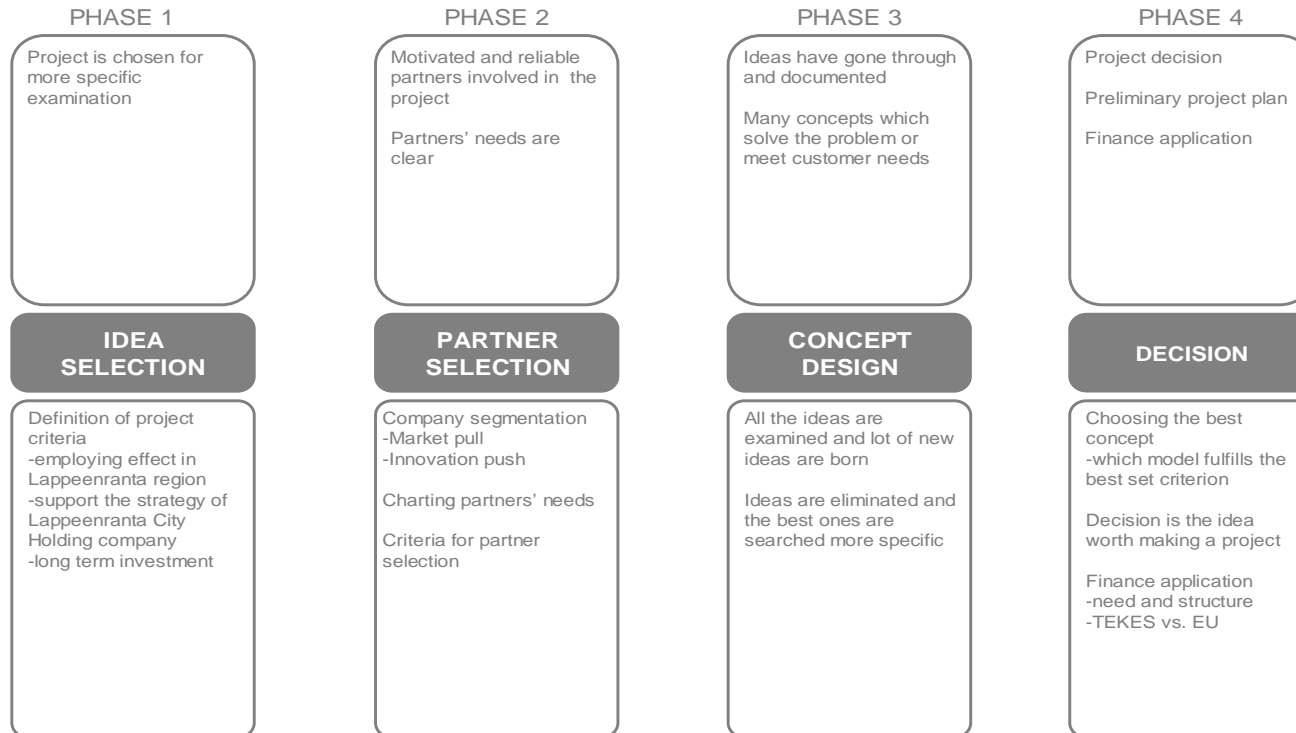 PHASE 1
Project is chosen for
more specific
examination
IDEA
SELECTION
Definition of project
criteria
-employing effect in
Lappeenranta region
-support the strategy of
Lappeenranta City
Holding company
-long term investment
PHASE 2
Motivated and reliable
partners involved in the
project
Partners' needs are
clear
PARTNER
SELECTION
Company segmentation
-Market pull
-Innovation push
Charting partners' needs
Criteria for partner
selection
PHASE 3
Ideas have gone through
and documented
Many concepts which
solve the problem or
meet customer needs
CONCEPT
DESIGN
All the ideas are
examined and lot of new
ideas are born
Ideas are eliminated and
the best ones are
searched more specific
PHASE 4
Project decision
Preliminary project plan
Finance application
DECISION
Choosing the best
concept
-which model fulfills the
best set criterion
Decision is the idea
worth making a project
Finance application
-need and structure
-TEKES vs. EU